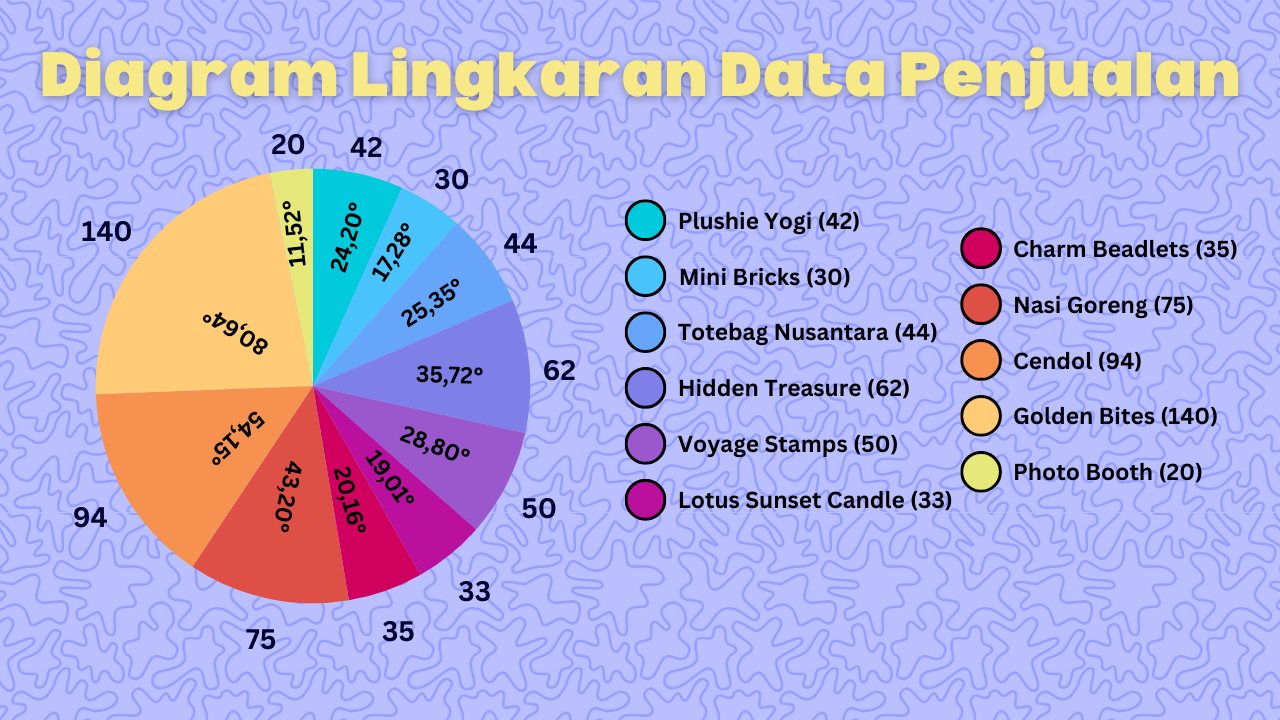 Diagram Lingkaran Data Penjualan
20
42
30
140
44
62
50
94
33
35
75
11,52°
24,20°
17,28°
25,35°
35,72°
28,80°
19,01°
20,16°
43,20°
54,15°
80,64°
Plushie Yogi (42)
Mini Bricks (30)
Totebag Nusantara (44)
Hidden Treasure (62)
Voyage Stamps (50)
Lotus Sunset Candle (33)
Charm Beadlets (35)
Nasi Goreng (75)
Cendol (94)
Golden Bites (140)
Photo Booth (20)